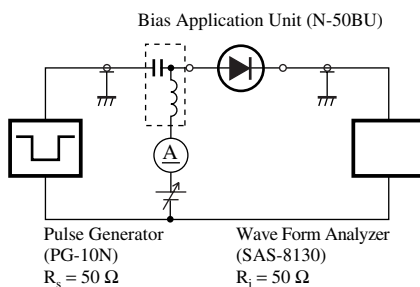 Bias Application Unit (N-50BU)
A
Pulse Generator
(PG-10N)
Rs = 50 Ω
Wave Form Analyzer
(SAS-8130)
Ri = 50 Ω